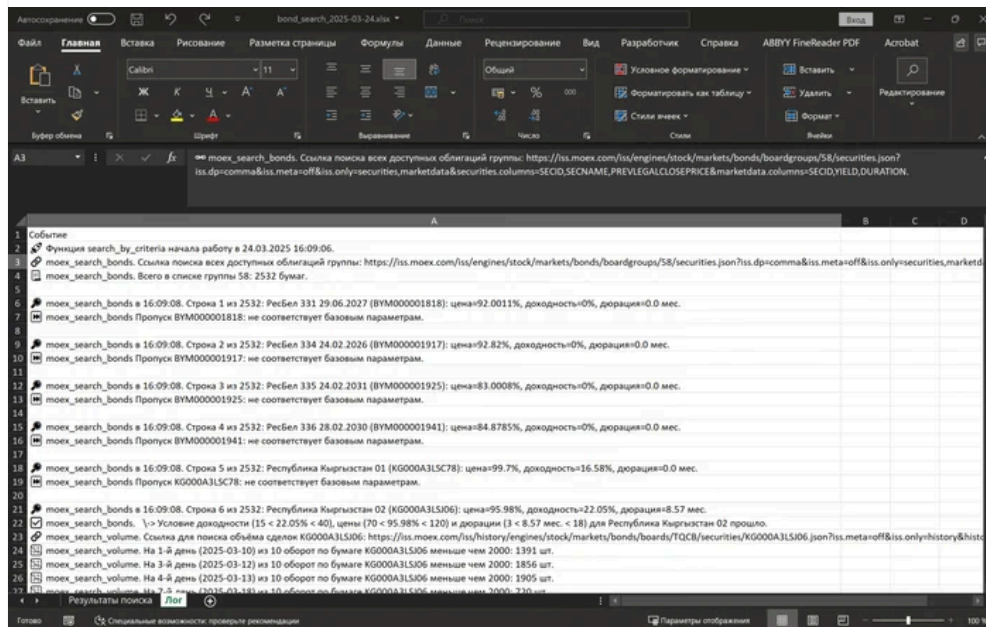 Автосохранение
bond_search_2025-03-24.xlsx
Поиск
Вход
Файл Главная Вставка Рисование Разметка страницы Формулы Данные Рецензирование Вид Разработчик Справка ABBYY FineReader PDF Acrobat
Вставить
Calibri 11
Ж К Ч
Общий
% 000
Условное форматирование
Форматировать как таблицу
Стили ячеек
Вставить
Удалить
Формат
Редактирование
Буфер обмена Шрифт Выравнивание Число Стили Ячейки
A3 fx moex_search_bonds. Ссылка поиска всех доступных облигаций группы: https://iss.moex.com/iss/engines/stock/markets/bonds/boardgroups/58/securities.json?
iss.dp=comma&iss.meta=off&iss.only=securities,marketdata&securities.columns=SECID,SECNAME,PREVLEGALCLOSEPRICE&marketdata.columns=SECID,YIELD,DURATION.
A B C D
1 Событие
2 Функция search_by_criteria начала работу в 24.03.2025 16:09:06.
3 moex_search_bonds. Ссылка поиска всех доступных облигаций группы: https://iss.moex.com/iss/engines/stock/markets/bonds/boardgroups/58/securities.json?iss.dp=comma&iss.meta=off&iss.only=securities,marketd
4 moex_search_bonds. Всего в списке группы 58: 2532 бумаг.
5
6 moex_search_bonds в 16:09:08. Строка 1 из 2532: РесБел 331 29.06.2027 (BYM000001818): цена=92.0011%, доходность=0%, дюрация=0.0 мес.
7 moex_search_bonds Пропуск BYM000001818: не соответствует базовым параметрам.
8
9 moex_search_bonds в 16:09:08. Строка 2 из 2532: РесБел 334 24.02.2026 (BYM000001917): цена=92.82%, доходность=0%, дюрация=0.0 мес.
10 moex_search_bonds Пропуск BYM000001917: не соответствует базовым параметрам.
11
12 moex_search_bonds в 16:09:08. Строка 3 из 2532: РесБел 335 24.02.2031 (BYM000001925): цена=83.0008%, доходность=0%, дюрация=0.0 мес.
13 moex_search_bonds Пропуск BYM000001925: не соответствует базовым параметрам.
14
15 moex_search_bonds в 16:09:08. Строка 4 из 2532: РесБел 336 28.02.2030 (BYM000001941): цена=84.8785%, доходность=0%, дюрация=0.0 мес.
16 moex_search_bonds Пропуск BYM000001941: не соответствует базовым параметрам.
17
18 moex_search_bonds в 16:09:08. Строка 5 из 2532: Республика Кыргызстан 01 (KG000A3LSC78): цена=99.7%, доходность=16.58%, дюрация=0.0 мес.
19 moex_search_bonds Пропуск KG000A3LSC78: не соответствует базовым параметрам.
20
21 moex_search_bonds в 16:09:08. Строка 6 из 2532: Республика Кыргызстан 02 (KG000A3LSJ06): цена=95.98%, доходность=22.05%, дюрация=8.57 мес.
22 moex_search_bonds. \-> Условие доходности (15 < 22.05% < 40), цены (70 < 95.98% < 120) и дюрации (3 < 8.57 мес. < 18) для Республика Кыргызстан 02 прошло.
23 moex_search_volume. Ссылка для поиска объёма сделок KG000A3LSJ06: https://iss.moex.com/iss/history/engines/stock/markets/bonds/boards/TQCB/securities/KG000A3LSJ06.json?iss.meta=off&iss.only=history&histo
24 moex_search_volume. На 1-й день (2025-03-10) из 10 оборот по бумаге KG000A3LSJ06 меньше чем 2000: 1391 шт.
25 moex_search_volume. На 3-й день (2025-03-12) из 10 оборот по бумаге KG000A3LSJ06 меньше чем 2000: 1856 шт.
26 moex_search_volume. На 4-й день (2025-03-13) из 10 оборот по бумаге KG000A3LSJ06 меньше чем 2000: 1905 шт.
27 moex_search_volume. На 7-й день (2025-03-18) из 10 оборот по бумаге KG000A3LSJ06 меньше чем 2000: 720 шт.
Результаты поиска Лог
Готово Специальные возможности: проверьте рекомендации Параметры отображения 100 %